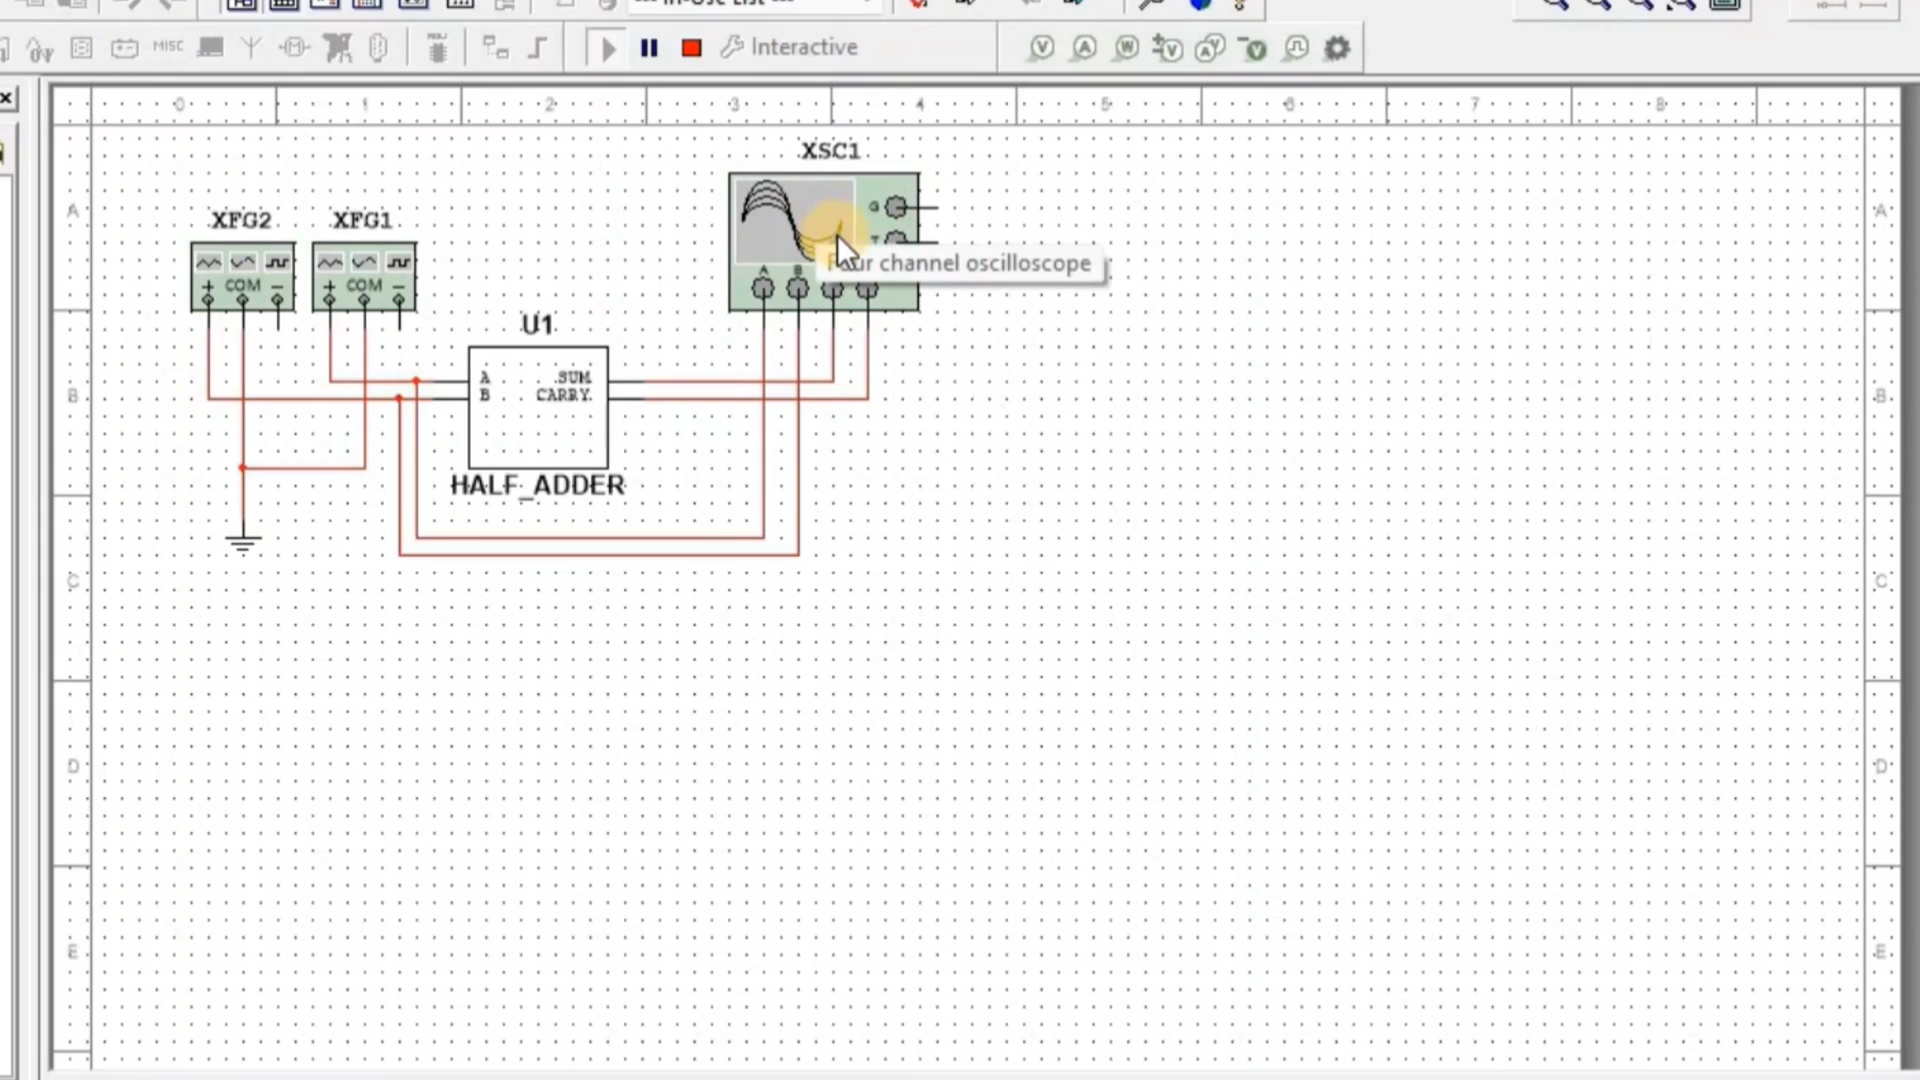 MISC
Interactive
0 1 2 3 4 5 6 7 8
XSC1
A A
XFG2 XFG1
G
T
Four channel oscilloscope
+ COM − + COM −
A B
U1
A SUM
B CARRY
B B
HALF_ADDER
C C
D D
E E